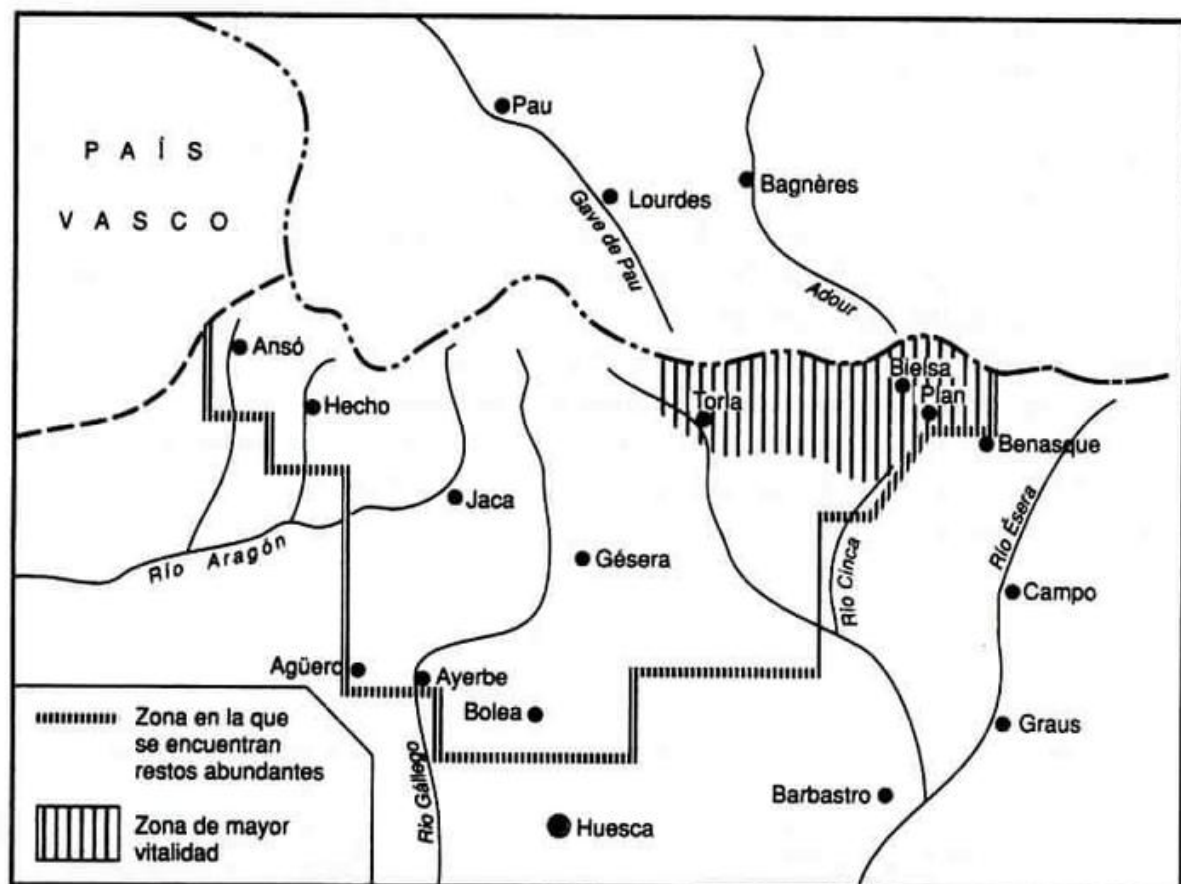 PAÍS
VASCO
Pau
Lourdes
Bagnères
Gave de Pau
Adour
Ansó
Hecho
Bielsa
Plan
Torla
Benasque
Jaca
Río Aragón
Gésera
Río Cinca
Río Ésera
Campo
Agüero
Ayerbe
Bolea
Graus
Río Gállego
Barbastro
Huesca
Zona en la que
se encuentran
restos abundantes
Zona de mayor
vitalidad